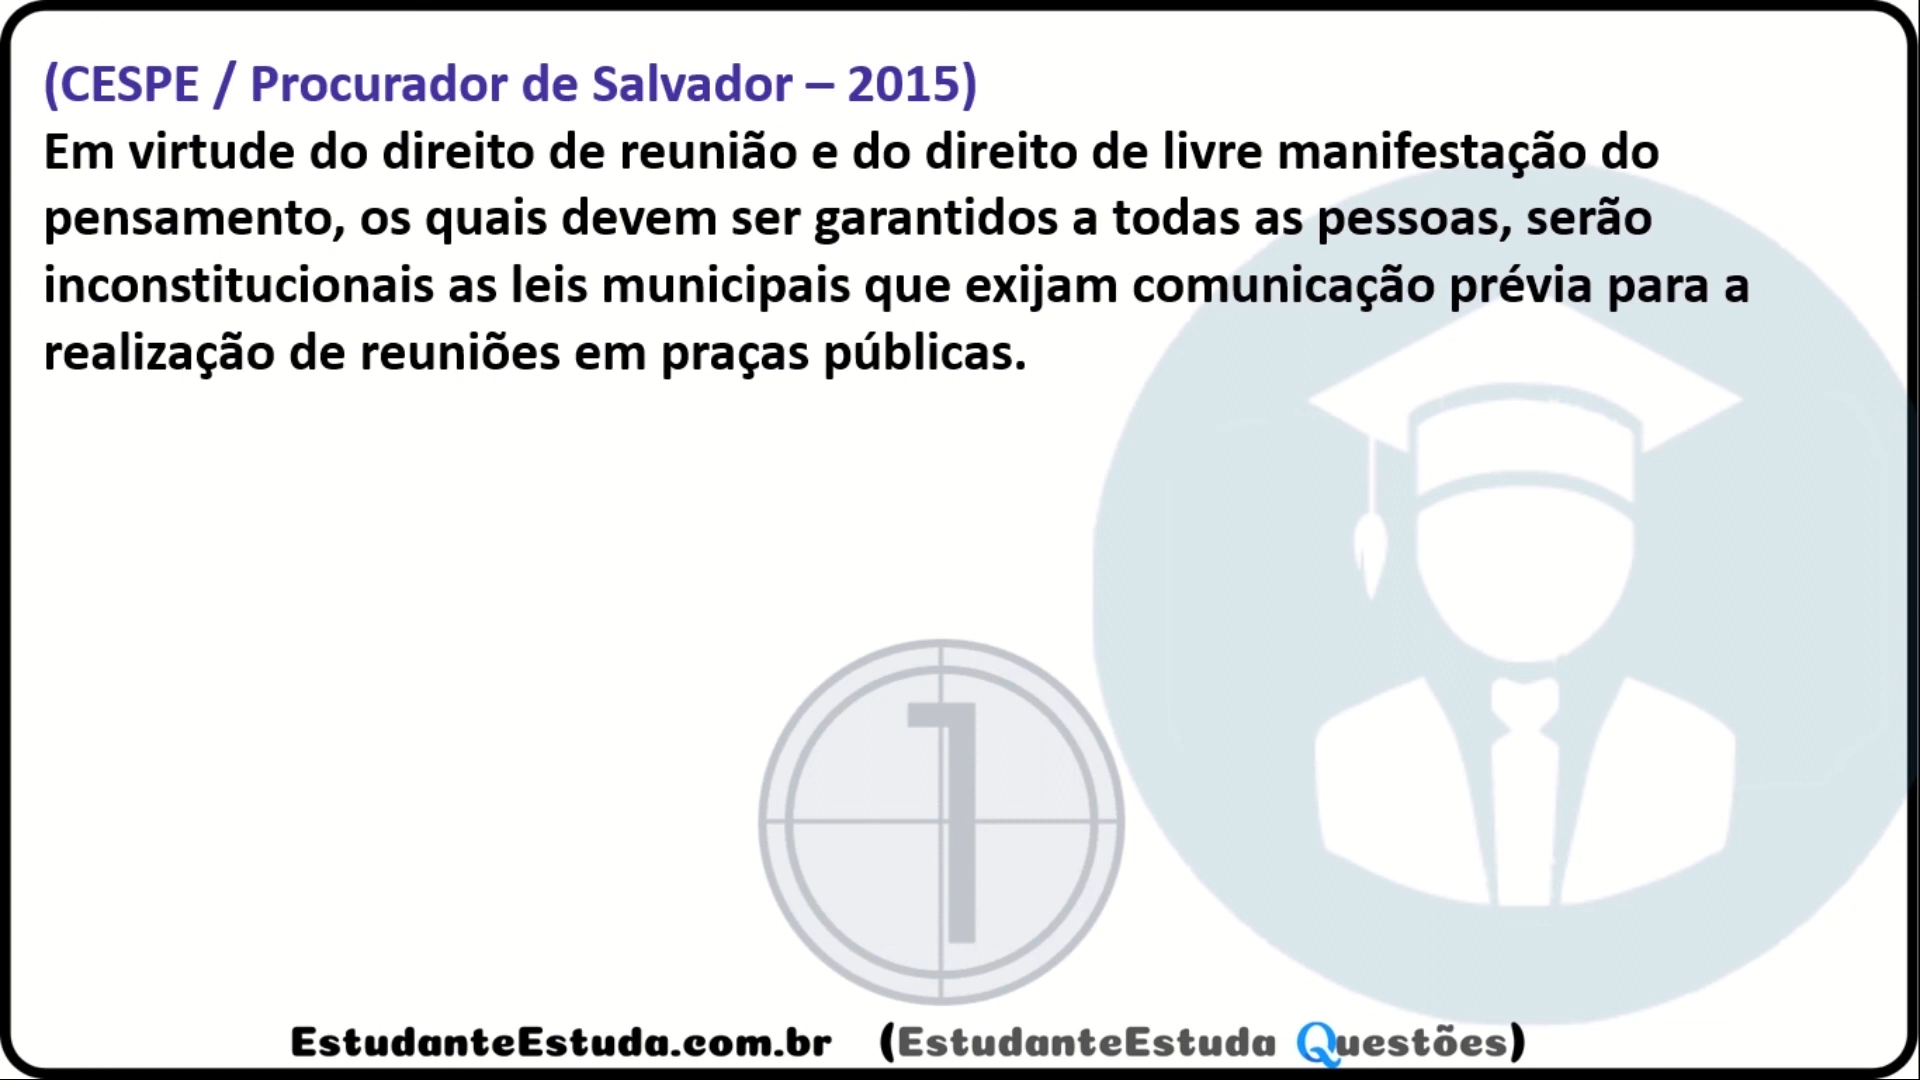 (CESPE / Procurador de Salvador – 2015)
Em virtude do direito de reunião e do direito de livre manifestação do
pensamento, os quais devem ser garantidos a todas as pessoas, serão
inconstitucionais as leis municipais que exijam comunicação prévia para a
realização de reuniões em praças públicas.
1
EstudanteEstuda.com.br (EstudanteEstuda Questões)